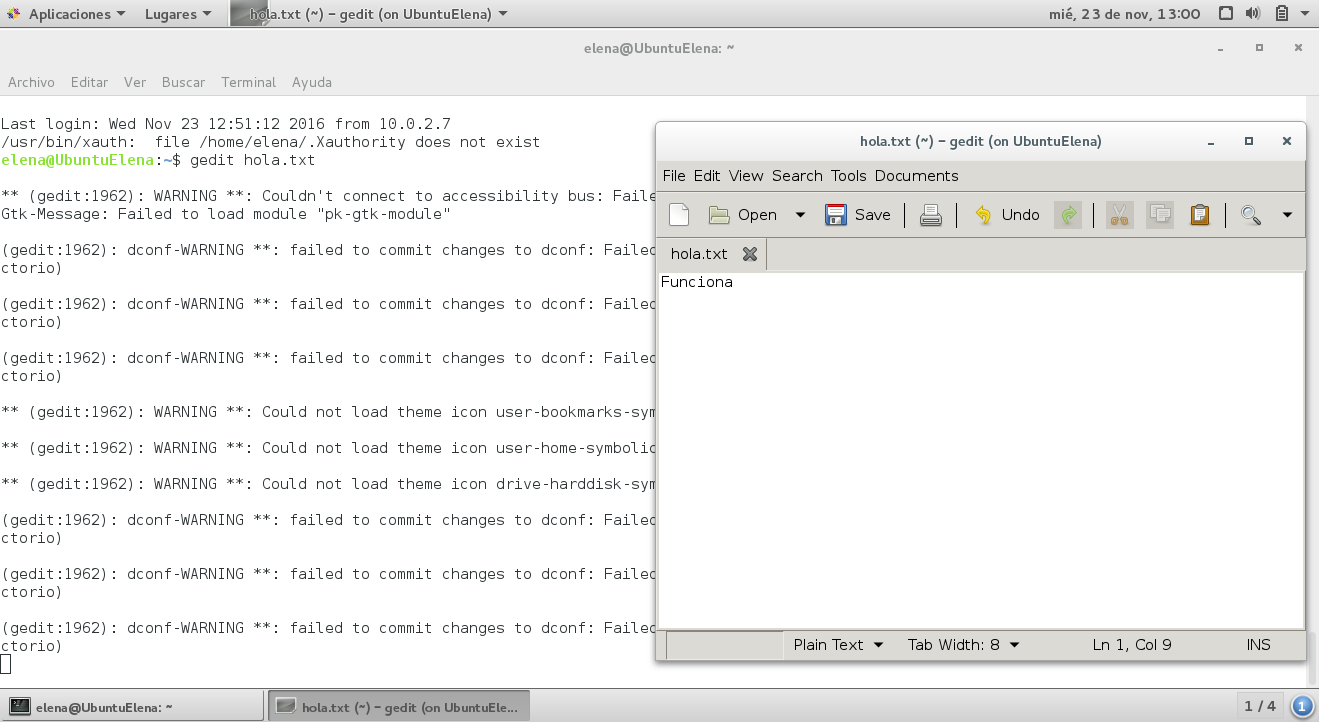 Aplicaciones Lugares hola.txt (~) – gedit (on UbuntuElena) mié, 23 de nov, 13:00
elena@UbuntuElena: ~
Archivo Editar Ver Buscar Terminal Ayuda
Last login: Wed Nov 23 12:51:12 2016 from 10.0.2.7
/usr/bin/xauth:  file /home/elena/.Xauthority does not exist
elena@UbuntuElena:~$ gedit hola.txt
** (gedit:1962): WARNING **: Couldn't connect to accessibility bus: Faile
Gtk-Message: Failed to load module "pk-gtk-module"
(gedit:1962): dconf-WARNING **: failed to commit changes to dconf: Failed
ctorio)
(gedit:1962): dconf-WARNING **: failed to commit changes to dconf: Failed
ctorio)
(gedit:1962): dconf-WARNING **: failed to commit changes to dconf: Failed
ctorio)
** (gedit:1962): WARNING **: Could not load theme icon user-bookmarks-sym
** (gedit:1962): WARNING **: Could not load theme icon user-home-symbolic
** (gedit:1962): WARNING **: Could not load theme icon drive-harddisk-sym
(gedit:1962): dconf-WARNING **: failed to commit changes to dconf: Failed
ctorio)
(gedit:1962): dconf-WARNING **: failed to commit changes to dconf: Failed
ctorio)
(gedit:1962): dconf-WARNING **: failed to commit changes to dconf: Failed
ctorio)
hola.txt (~) – gedit (on UbuntuElena)
File Edit View Search Tools Documents
Open Save Undo
hola.txt
Funciona
Plain Text Tab Width: 8 Ln 1, Col 9 INS
elena@UbuntuElena: ~ hola.txt (~) – gedit (on UbuntuEle... 1 / 4 1